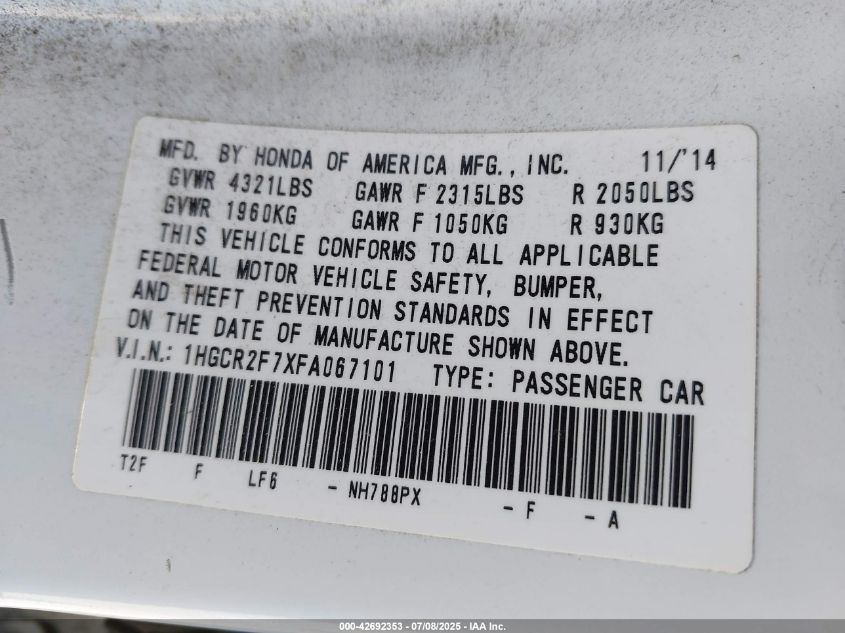 MFD. BY HONDA OF AMERICA MFG., INC. 11/'14
GVWR 4321LBS GAWR F 2315LBS R 2050LBS
GVWR 1960KG GAWR F 1050KG R 930KG
THIS VEHICLE CONFORMS TO ALL APPLICABLE
FEDERAL MOTOR VEHICLE SAFETY, BUMPER,
AND THEFT PREVENTION STANDARDS IN EFFECT
ON THE DATE OF MANUFACTURE SHOWN ABOVE.
V.I.N.: 1HGCR2F7XFA067101 TYPE: PASSENGER CAR
T2F F LF6 - NH788PX - F - A
000-42692353 - 07/08/2025 - IAA Inc.